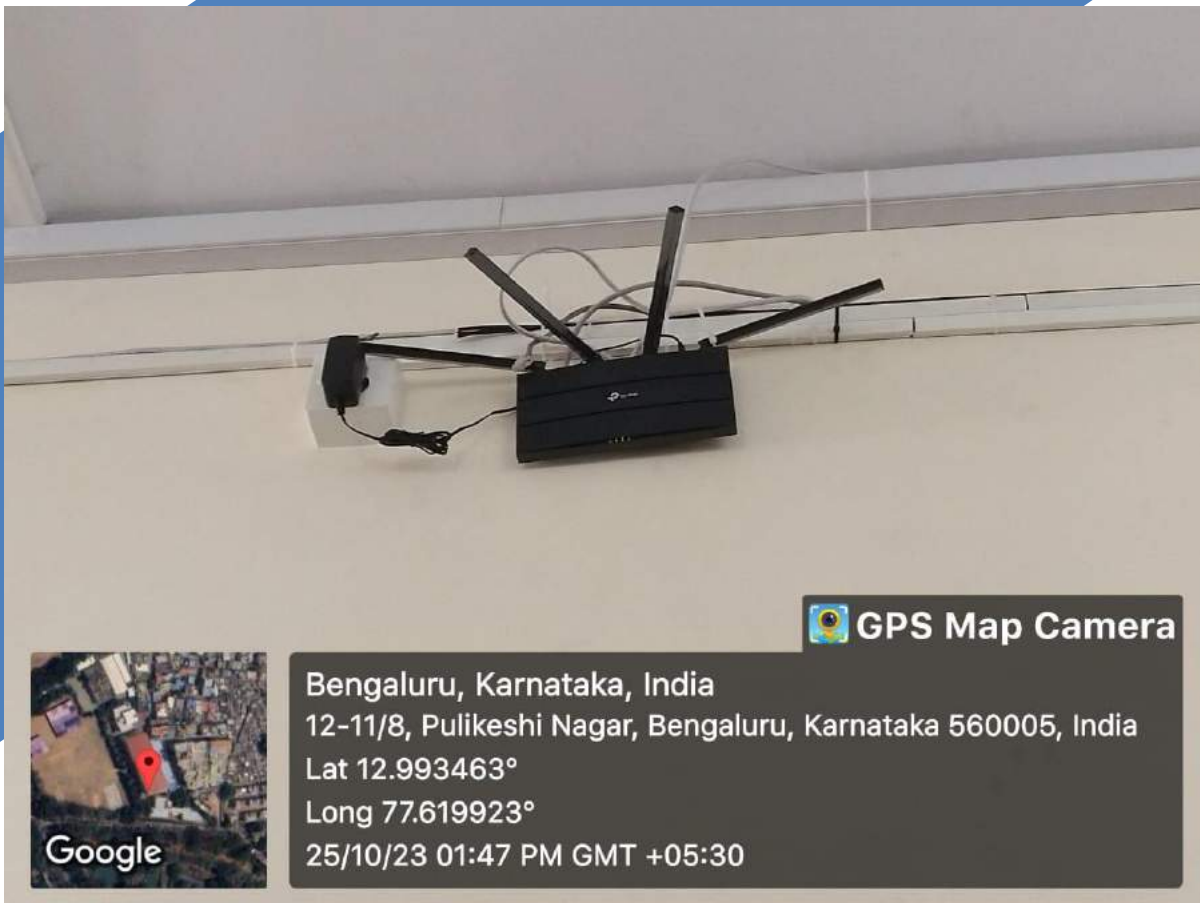 GPS Map Camera
Bengaluru, Karnataka, India
12-11/8, Pulikeshi Nagar, Bengaluru, Karnataka 560005, India
Lat 12.993463°
Long 77.619923°
25/10/23 01:47 PM GMT +05:30
Google